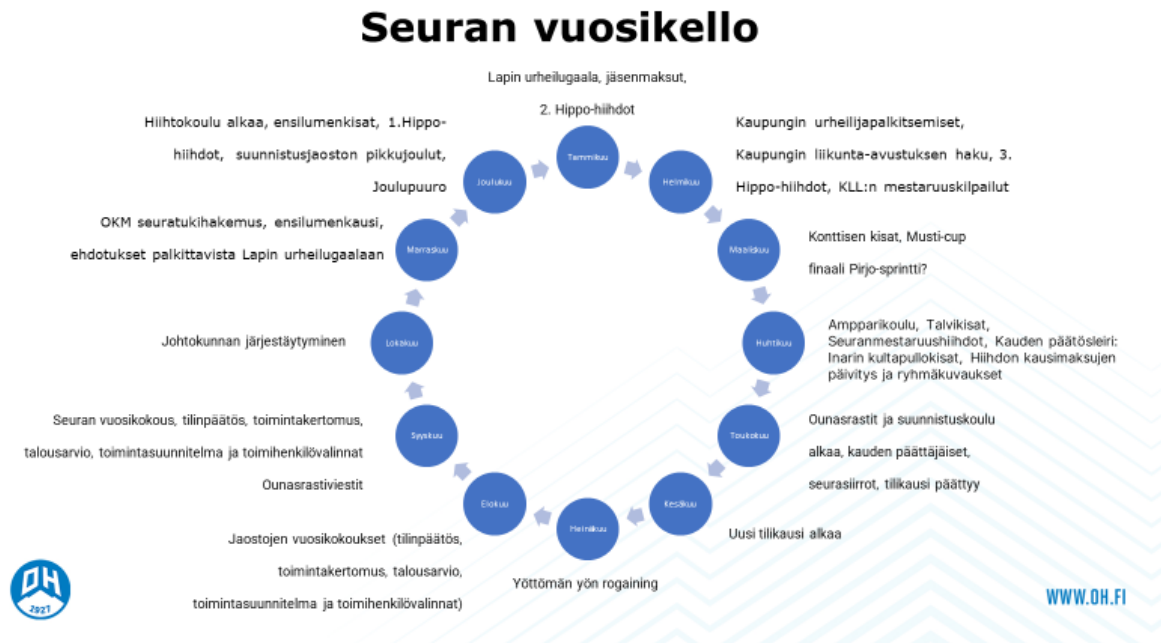 Seuran vuosikello
Lapin urheilugaala, jäsenmaksut,
2. Hippo-hiihdot
Tammikuu
Kaupungin urheilijapalkitsemiset,
Kaupungin liikunta-avustuksen haku, 3.
Hippo-hiihdot, KLL:n mestaruuskilpailut
Helmikuu
Konttisen kisat, Musti-cup
finaali Pirjo-sprintti?
Maaliskuu
Ampparikoulu, Talvikisat,
Seuranmestaruushiihdot, Kauden päätösleiri:
Inarin kultapullokisat, Hiihdon kausimaksujen
päivitys ja ryhmäkuvaukset
Huhtikuu
Ounasrastit ja suunnistuskoulu
alkaa, kauden päättäjäiset,
seurasiirrot, tilikausi päättyy
Toukokuu
Uusi tilikausi alkaa
Kesäkuu
Yöttömän yön rogaining
Heinäkuu
Jaostojen vuosikokoukset (tilinpäätös,
toimintakertomus, talousarvio,
toimintasuunnitelma ja toimihenkilövalinnat)
Elokuu
Seuran vuosikokous, tilinpäätös, toimintakertomus,
talousarvio, toimintasuunnitelma ja toimihenkilövalinnat
Ounasrastiviestit
Syyskuu
Johtokunnan järjestäytyminen
Lokakuu
OKM seuratukihakemus, ensilumenkausi,
ehdotukset palkittavista Lapin urheilugaalaan
Marraskuu
Hiihtokoulu alkaa, ensilumenkisat, 1.Hippo-
hiihdot, suunnistusjaoston pikkujoulut,
Joulupuuro
Joulukuu
OH
1927
WWW.OH.FI